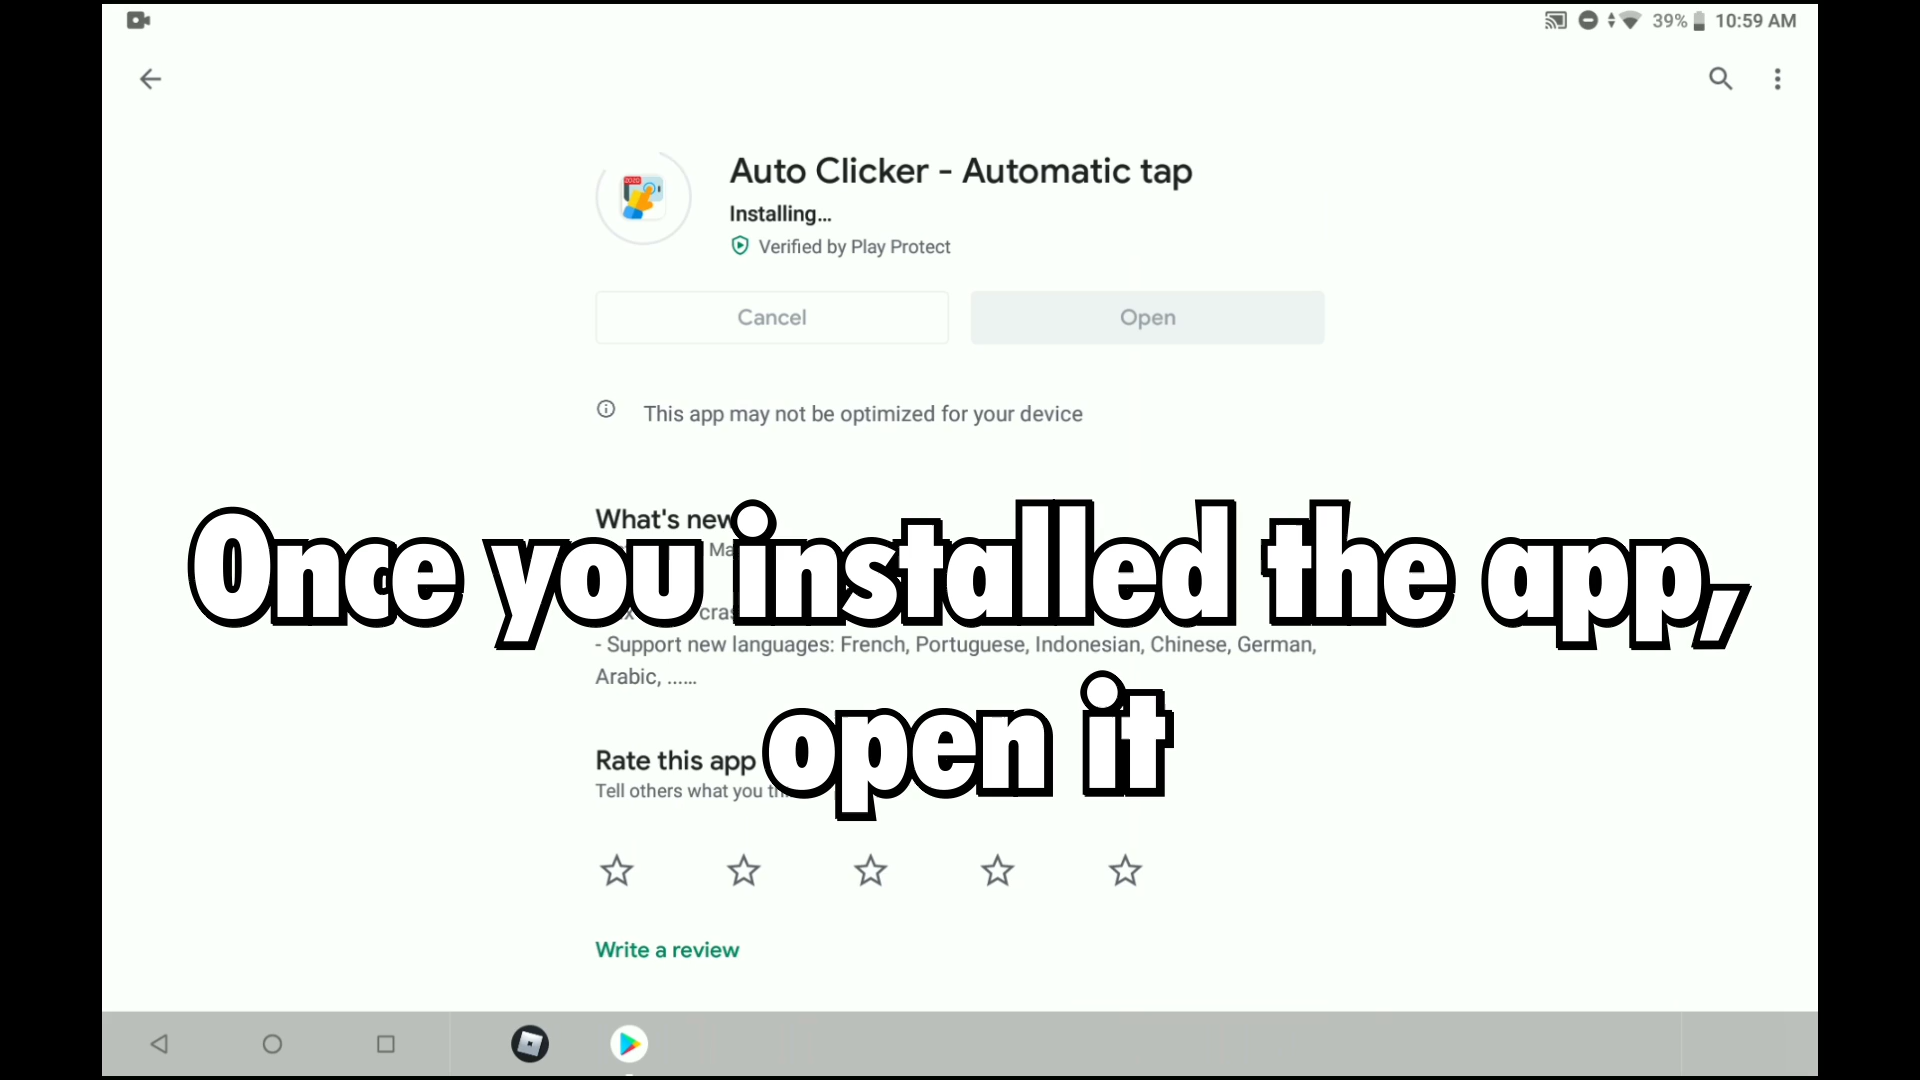 39% 10:59 AM
Auto Clicker - Automatic tap
2020
Installing...
Verified by Play Protect
Cancel
Open
This app may not be optimized for your device
What's new
Once you installed the app,
- Support new languages: French, Portuguese, Indonesian, Chinese, German,
Arabic, ......
open it
Rate this app
Tell others what you
Write a review